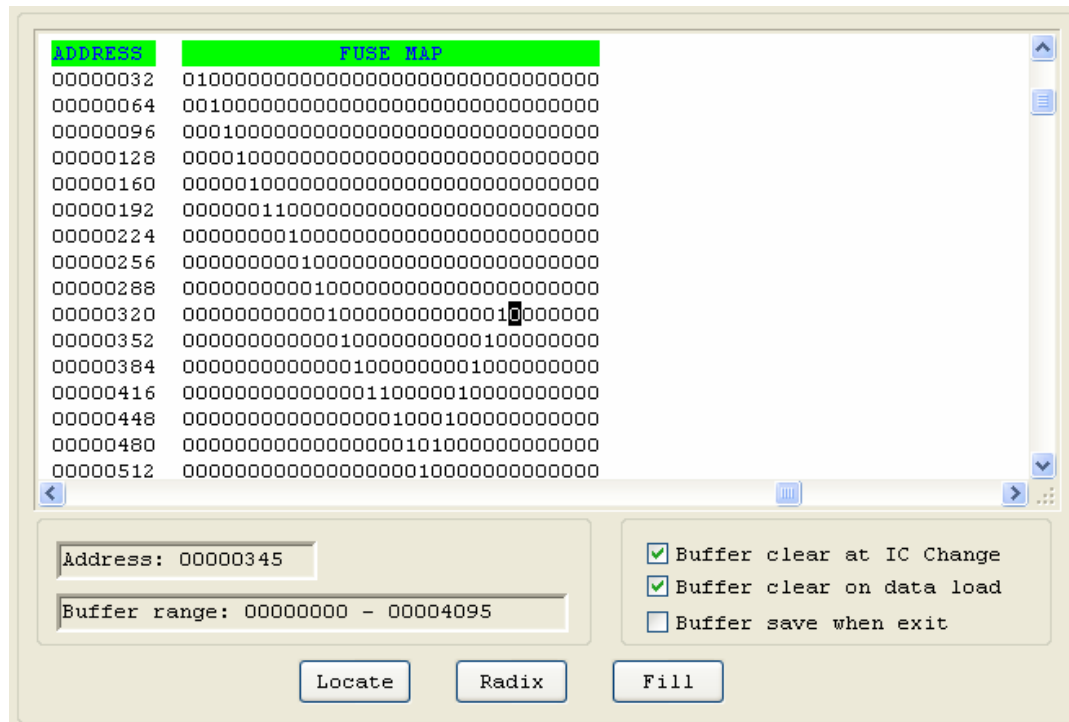 ADDRESS FUSE MAP
00000032 01000000000000000000000000000000
00000064 00100000000000000000000000000000
00000096 00010000000000000000000000000000
00000128 00001000000000000000000000000000
00000160 00000100000000000000000000000000
00000192 00000011000000000000000000000000
00000224 00000000100000000000000000000000
00000256 00000000010000000000000000000000
00000288 00000000001000000000000000000000
00000320 00000000000100000000000010000000
00000352 00000000000010000000000100000000
00000384 00000000000001000000001000000000
00000416 00000000000000110000010000000000
00000448 00000000000000001000100000000000
00000480 00000000000000000101000000000000
00000512 00000000000000000010000000000000
Address: 00000345
Buffer range: 00000000 - 00004095
Buffer clear at IC Change
Buffer clear on data load
Buffer save when exit
Locate Radix Fill